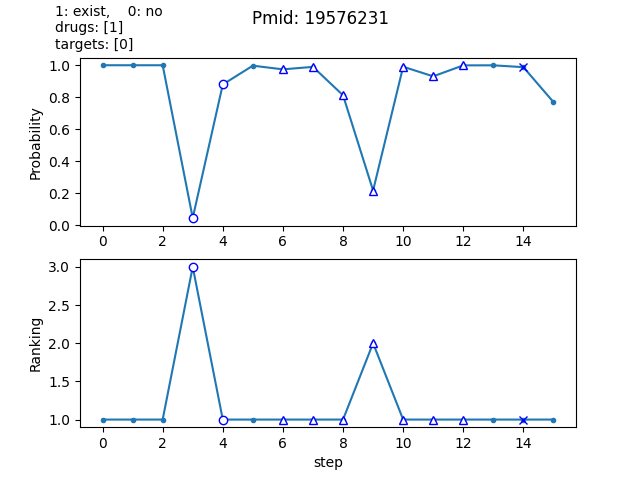 1: exist,    0: no
drugs: [1]
targets: [0]
Pmid: 19576231
Probability
1.0
0.8
0.6
0.4
0.2
0.0
0 2 4 6 8 10 12 14
Ranking
3.0
2.5
2.0
1.5
1.0
0 2 4 6 8 10 12 14
step